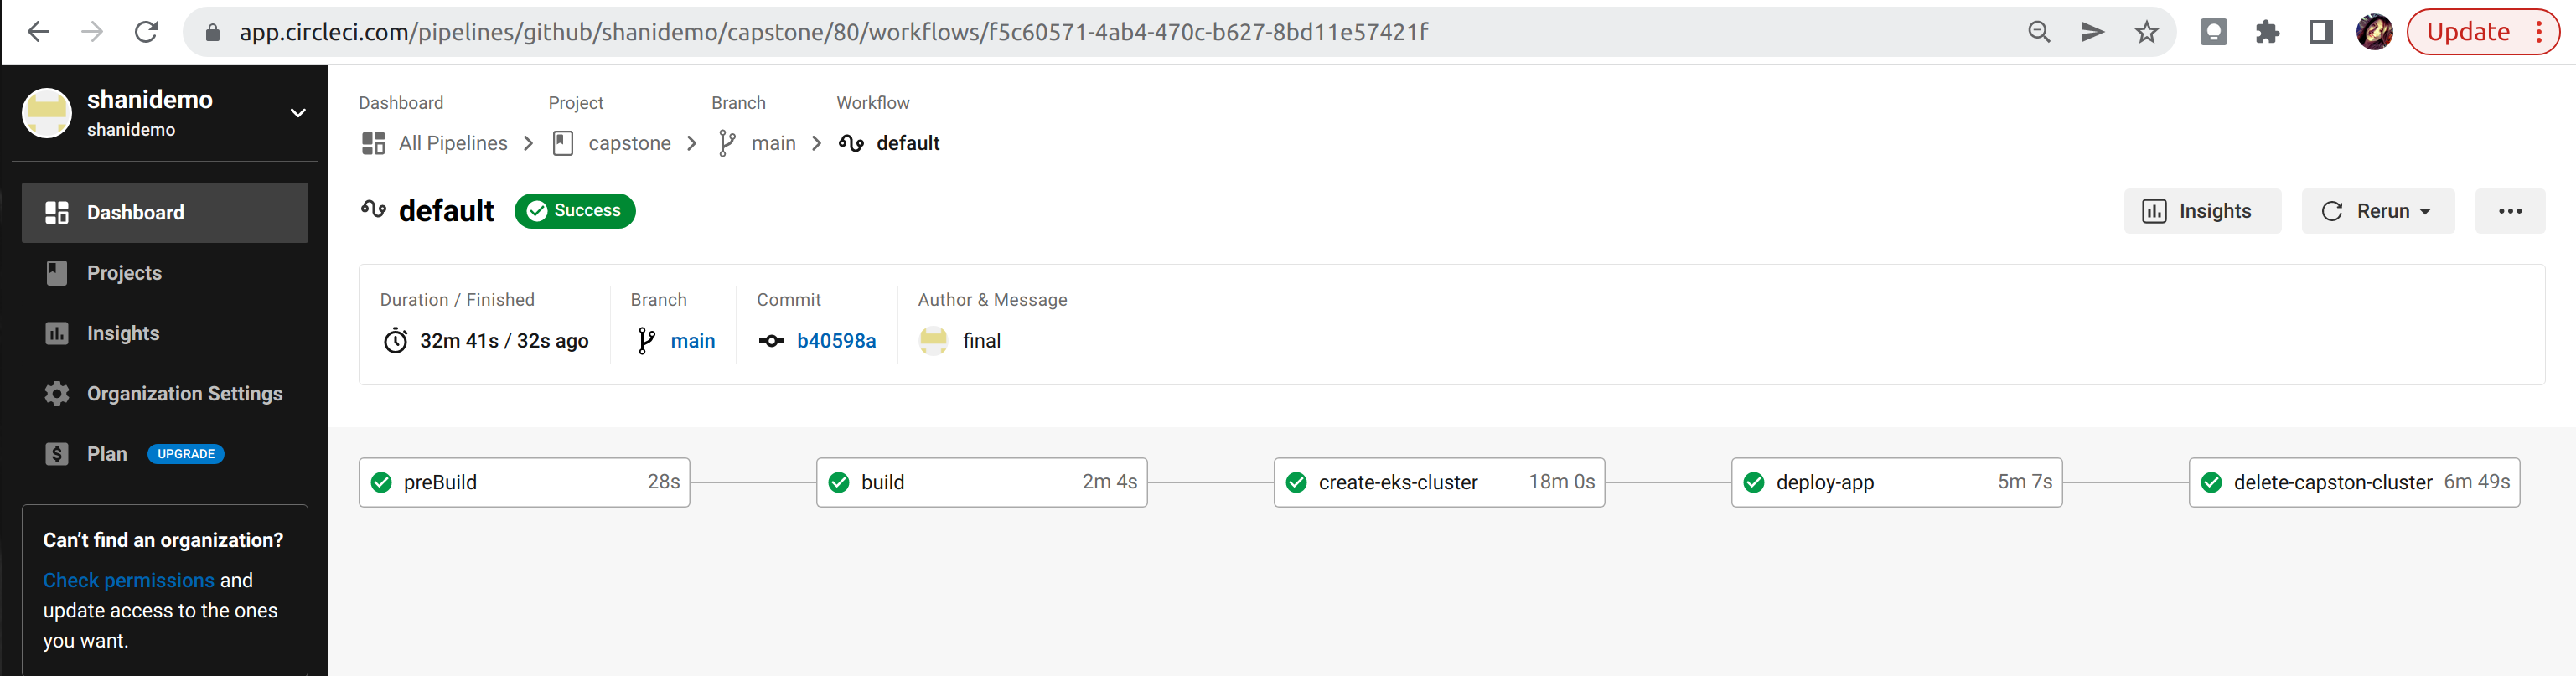 app.circleci.com/pipelines/github/shanidemo/capstone/80/workflows/f5c60571-4ab4-470c-b627-8bd11e57421f
Update
shanidemo
shanidemo
Dashboard
Projects
Insights
Organization Settings
Plan UPGRADE
Can't find an organization?
Check permissions and
update access to the ones
you want.
Dashboard Project Branch Workflow
All Pipelines capstone main default
default Success
Insights Rerun
Duration / Finished Branch Commit Author & Message
32m 41s / 32s ago main b40598a final
preBuild 28s build 2m 4s create-eks-cluster 18m 0s deploy-app 5m 7s delete-capston-cluster 6m 49s